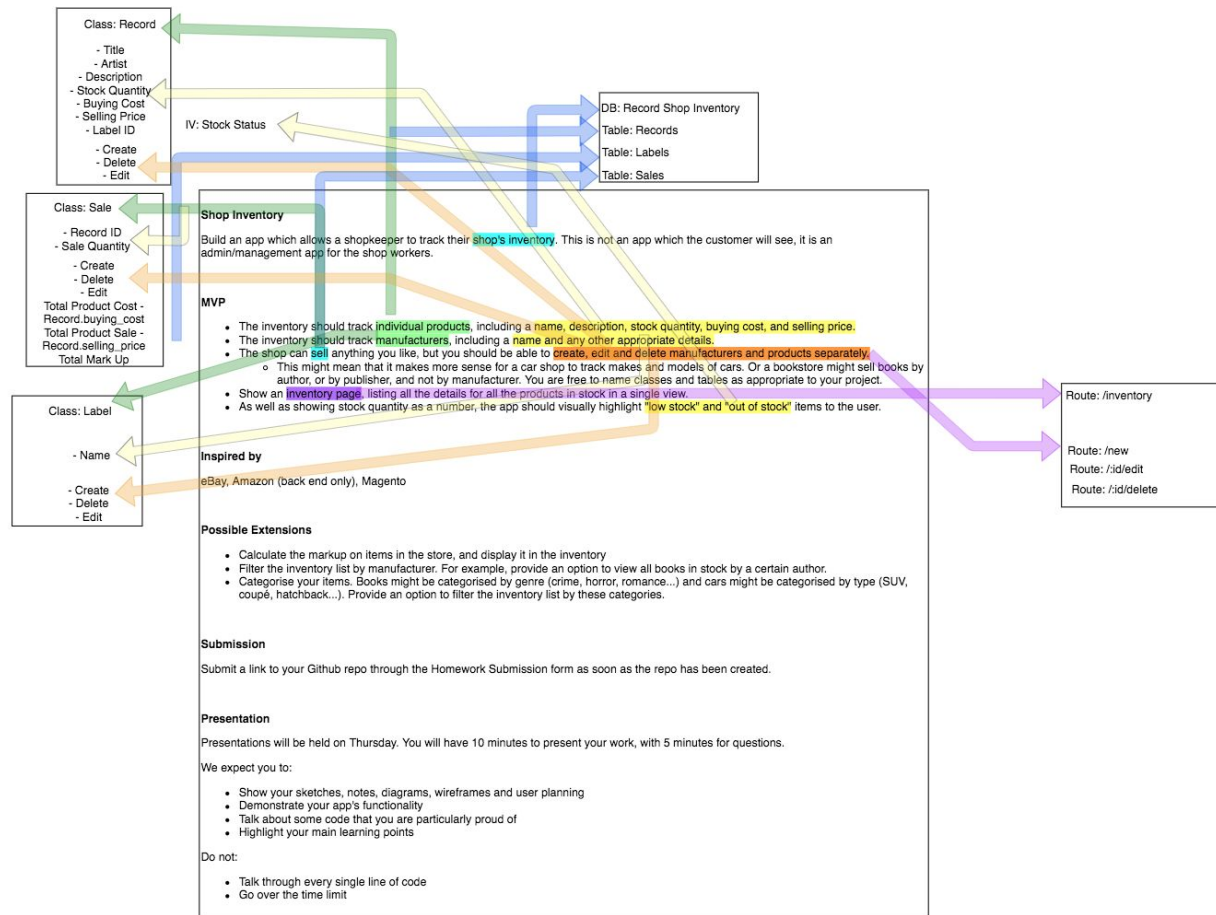 Class: Record
- Title
- Artist
- Description
- Stock Quantity
- Buying Cost
- Selling Price
- Label ID
- Create
- Delete
- Edit
IV: Stock Status
DB: Record Shop Inventory
Table: Records
Table: Labels
Table: Sales
Class: Sale
- Record ID
- Sale Quantity
- Create
- Delete
- Edit
Total Product Cost -
Record.buying_cost
Total Product Sale -
Record.selling_price
Total Mark Up
Class: Label
- Name
- Create
- Delete
- Edit
Shop Inventory
Build an app which allows a shopkeeper to track their shop's inventory. This is not an app which the customer will see, it is an
admin/management app for the shop workers.
MVP
• The inventory should track individual products, including a name, description, stock quantity, buying cost, and selling price.
• The inventory should track manufacturers, including a name and any other appropriate details.
• The shop can sell anything you like, but you should be able to create, edit and delete manufacturers and products separately.
○ This might mean that it makes more sense for a car shop to track makes and models of cars. Or a bookstore might sell books by
author, or by publisher, and not by manufacturer. You are free to name classes and tables as appropriate to your project.
• Show an inventory page, listing all the details for all the products in stock in a single view.
• As well as showing stock quantity as a number, the app should visually highlight "low stock" and "out of stock" items to the user.
Inspired by
eBay, Amazon (back end only), Magento
Possible Extensions
• Calculate the markup on items in the store, and display it in the inventory
• Filter the inventory list by manufacturer. For example, provide an option to view all books in stock by a certain author.
• Categorise your items. Books might be categorised by genre (crime, horror, romance...) and cars might be categorised by type (SUV,
coupé, hatchback...). Provide an option to filter the inventory list by these categories.
Submission
Submit a link to your Github repo through the Homework Submission form as soon as the repo has been created.
Presentation
Presentations will be held on Thursday. You will have 10 minutes to present your work, with 5 minutes for questions.
We expect you to:
• Show your sketches, notes, diagrams, wireframes and user planning
• Demonstrate your app's functionality
• Talk about some code that you are particularly proud of
• Highlight your main learning points
Do not:
• Talk through every single line of code
• Go over the time limit
Route: /inventory
Route: /new
Route: /:id/edit
Route: /:id/delete